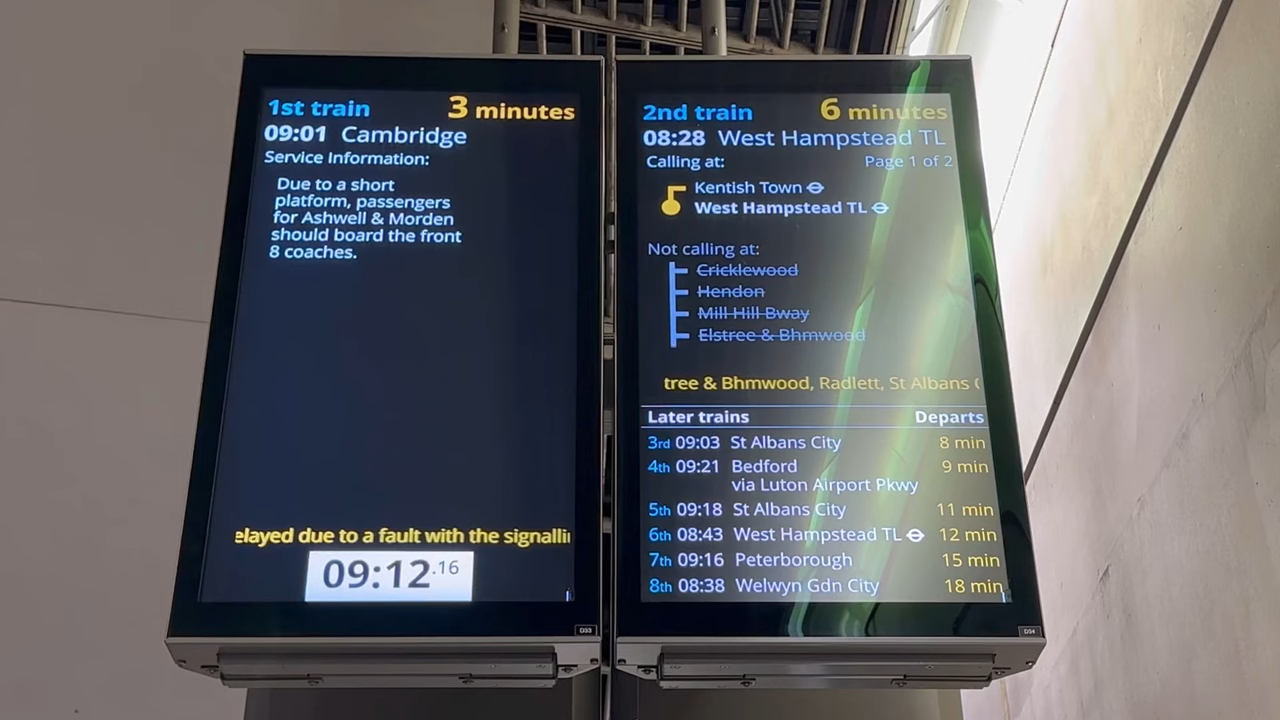 1st train 3 minutes
09:01 Cambridge
Service Information:
Due to a short
platform, passengers
for Ashwell & Morden
should board the front
8 coaches.
elayed due to a fault with the signalli
09:12.16
D33
2nd train 6 minutes
08:28 West Hampstead TL
Calling at: Page 1 of 2
Kentish Town
West Hampstead TL
Not calling at:
Cricklewood
Hendon
Mill Hill Bway
Elstree & Bhmwood
tree & Bhmwood, Radlett, St Albans
Later trains Departs
3rd 09:03 St Albans City 8 min
4th 09:21 Bedford 9 min
via Luton Airport Pkwy
5th 09:18 St Albans City 11 min
6th 08:43 West Hampstead TL 12 min
7th 09:16 Peterborough 15 min
8th 08:38 Welwyn Gdn City 18 min
D34